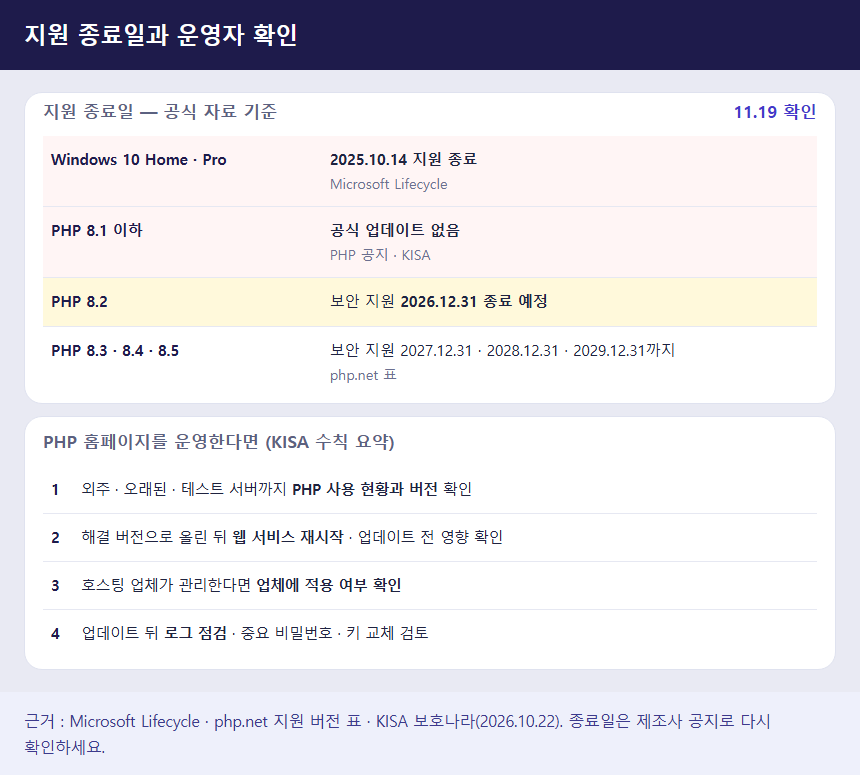 지원 종료일과 운영자 확인
지원 종료일 — 공식 자료 기준
11.19 확인
Windows 10 Home · Pro
2025.10.14 지원 종료
Microsoft Lifecycle
PHP 8.1 이하
공식 업데이트 없음
PHP 공지 · KISA
PHP 8.2
보안 지원 2026.12.31 종료 예정
PHP 8.3 · 8.4 · 8.5
보안 지원 2027.12.31 · 2028.12.31 · 2029.12.31까지
php.net 표
PHP 홈페이지를 운영한다면 (KISA 수칙 요약)
1 외주 · 오래된 · 테스트 서버까지 PHP 사용 현황과 버전 확인
2 해결 버전으로 올린 뒤 웹 서비스 재시작 · 업데이트 전 영향 확인
3 호스팅 업체가 관리한다면 업체에 적용 여부 확인
4 업데이트 뒤 로그 점검 · 중요 비밀번호 · 키 교체 검토
근거 : Microsoft Lifecycle · php.net 지원 버전 표 · KISA 보호나라(2026.10.22). 종료일은 제조사 공지로 다시
확인하세요.